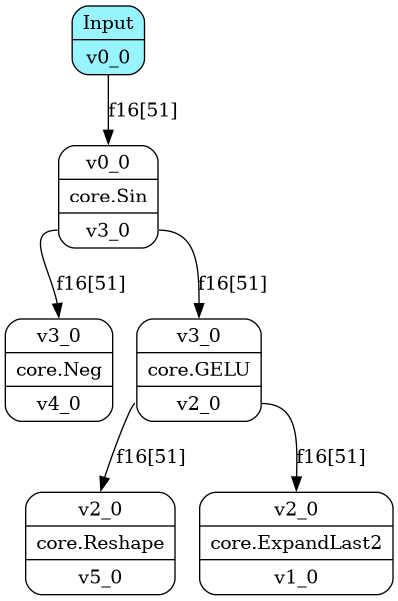 Input
v0_0
f16[51]
v0_0
core.Sin
v3_0
f16[51]
f16[51]
v3_0
core.Neg
v4_0
v3_0
core.GELU
v2_0
f16[51]
f16[51]
v2_0
core.Reshape
v5_0
v2_0
core.ExpandLast2
v1_0